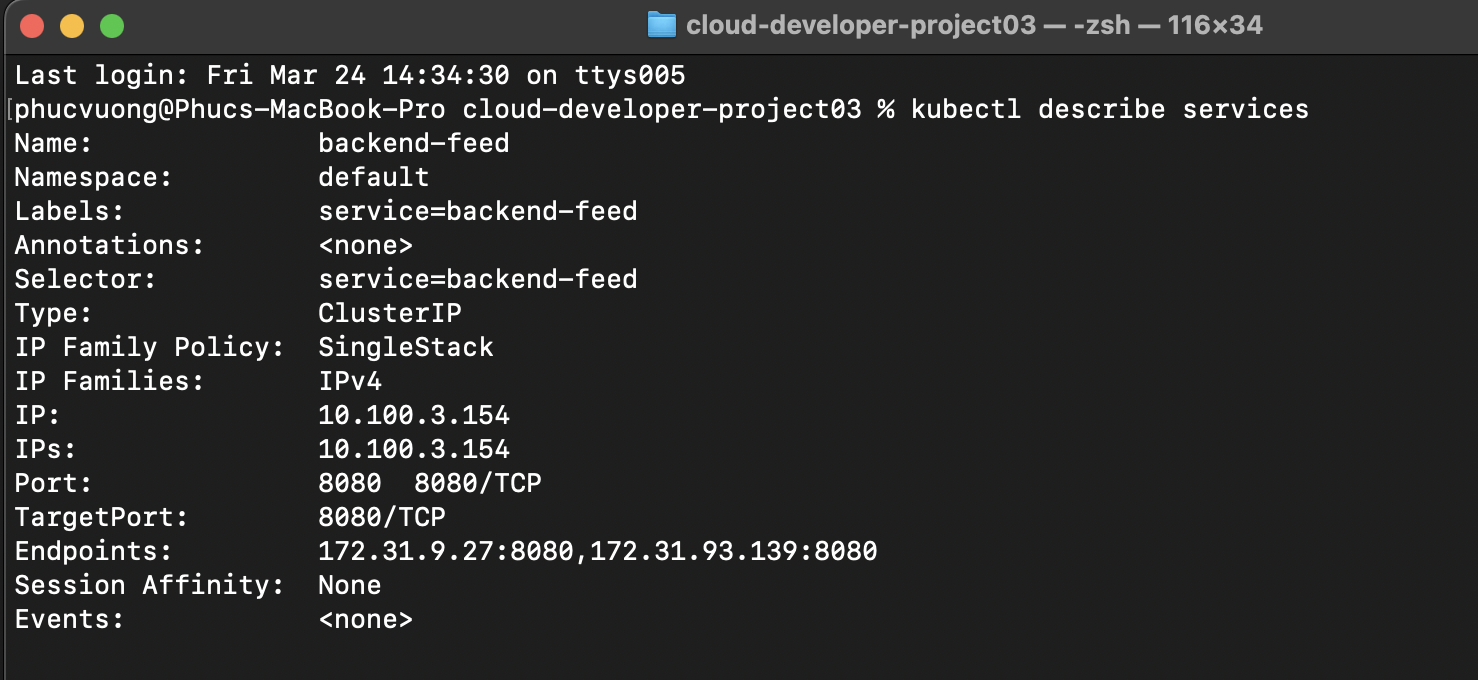 cloud-developer-project03 — -zsh — 116×34
Last login: Fri Mar 24 14:34:30 on ttys005
[phucvuong@Phucs-MacBook-Pro cloud-developer-project03 % kubectl describe services
Name:              backend-feed
Namespace:         default
Labels:            service=backend-feed
Annotations:       <none>
Selector:          service=backend-feed
Type:              ClusterIP
IP Family Policy:  SingleStack
IP Families:       IPv4
IP:                10.100.3.154
IPs:               10.100.3.154
Port:              8080  8080/TCP
TargetPort:        8080/TCP
Endpoints:         172.31.9.27:8080,172.31.93.139:8080
Session Affinity:  None
Events:            <none>